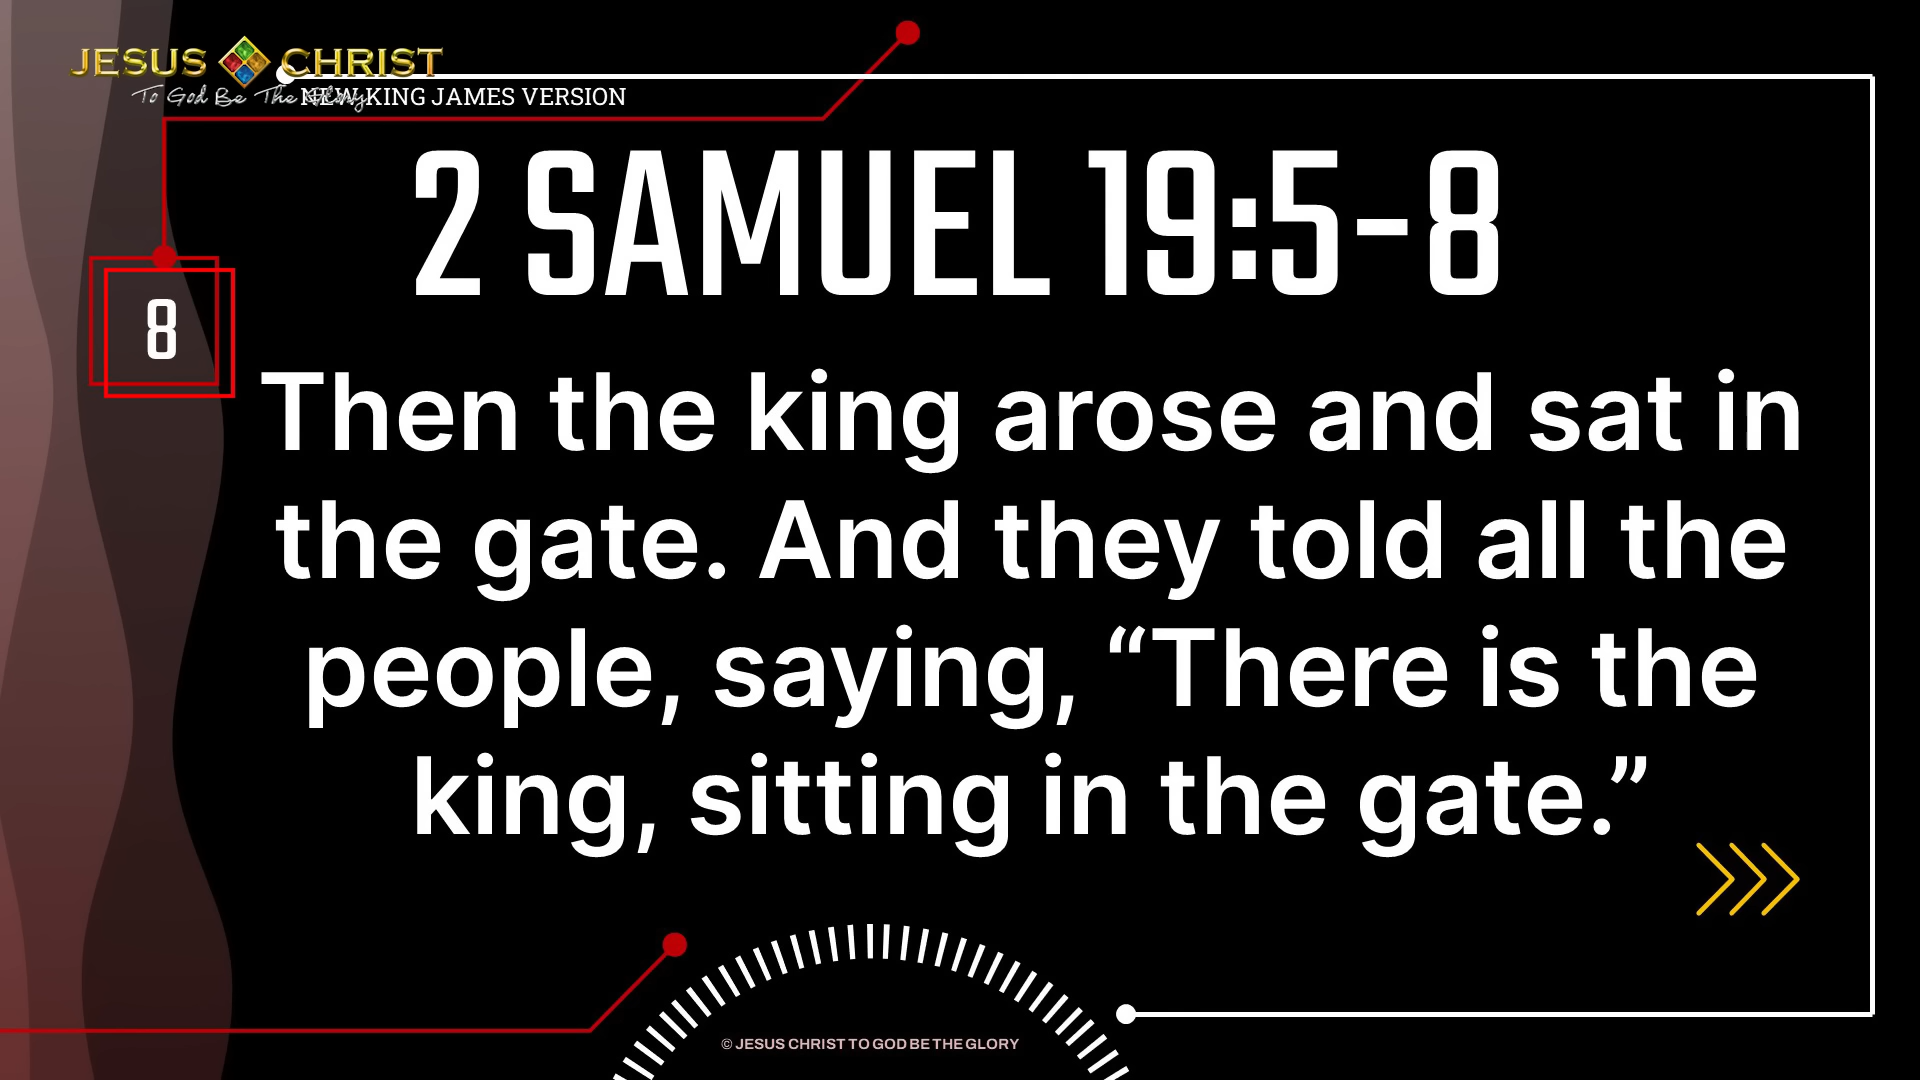 JESUS CHRIST
To God Be The Glory
NEW KING JAMES VERSION
2 SAMUEL 19:5-8
8
Then the king arose and sat in
the gate. And they told all the
people, saying, “There is the
king, sitting in the gate.”
© JESUS CHRIST TO GOD BE THE GLORY